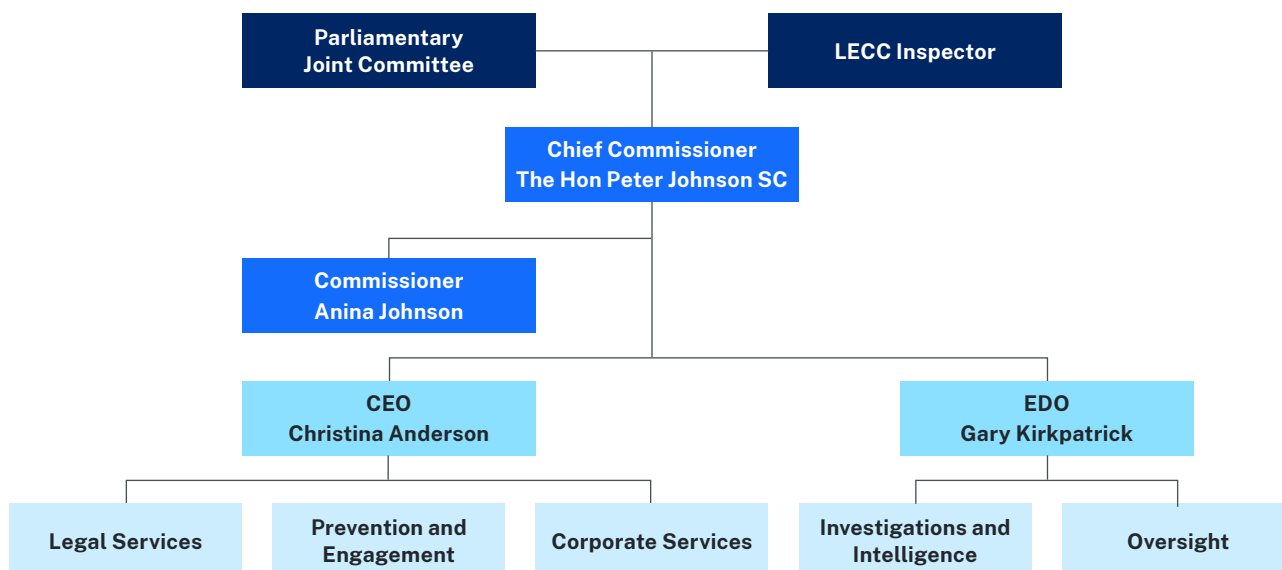 Parliamentary
Joint Committee
LECC Inspector
Chief Commissioner
The Hon Peter Johnson SC
Commissioner
Anina Johnson
CEO
Christina Anderson
EDO
Gary Kirkpatrick
Legal Services
Prevention and
Engagement
Corporate Services
Investigations and
Intelligence
Oversight